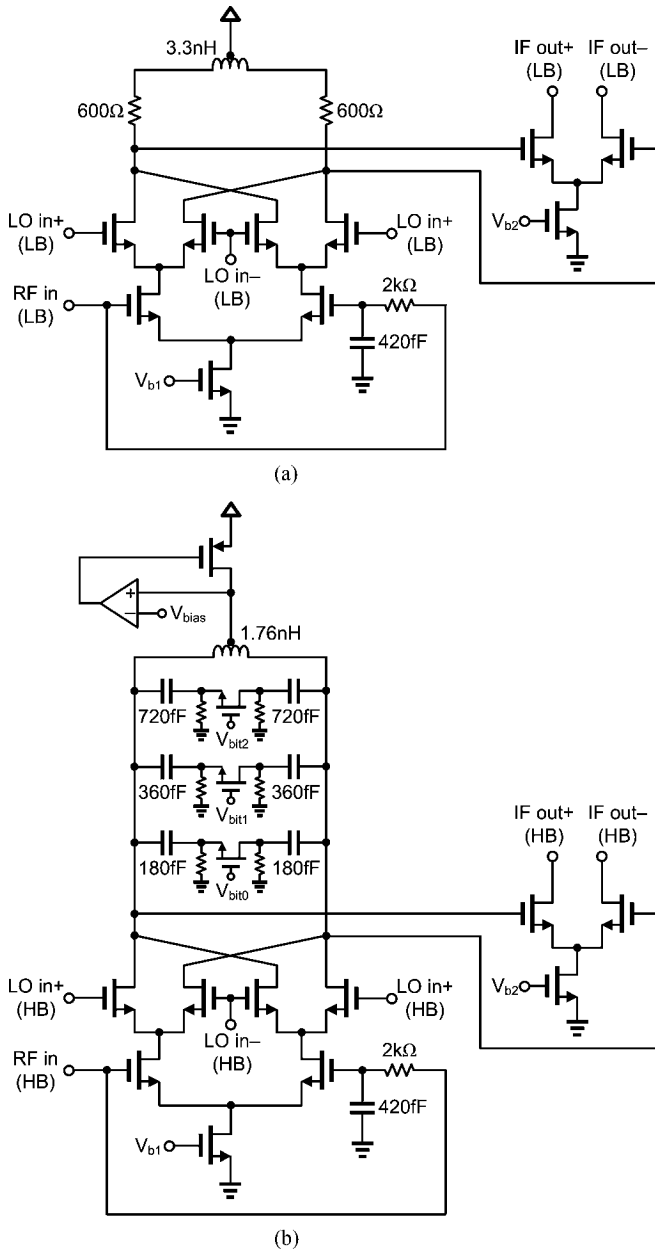 3.3nH
IF out+ IF out–
(LB) (LB)
600Ω 600Ω
LO in+ LO in+
(LB) (LB)
LO in–
(LB)
V_b2
RF in
(LB)
2kΩ
420fF
V_b1
(a)
V_bias
1.76nH
720fF 720fF
V_bit2
360fF 360fF
V_bit1
180fF 180fF
V_bit0
IF out+ IF out–
(HB) (HB)
LO in+ LO in+
(HB) (HB)
LO in–
(HB)
V_b2
RF in
(HB)
2kΩ
420fF
V_b1
(b)